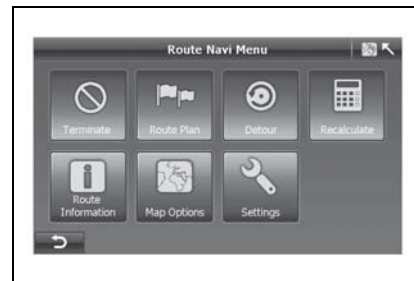 Route Navi Menu
Terminate
Route Plan
Detour
Recalculate
Route
Information
Map Options
Settings